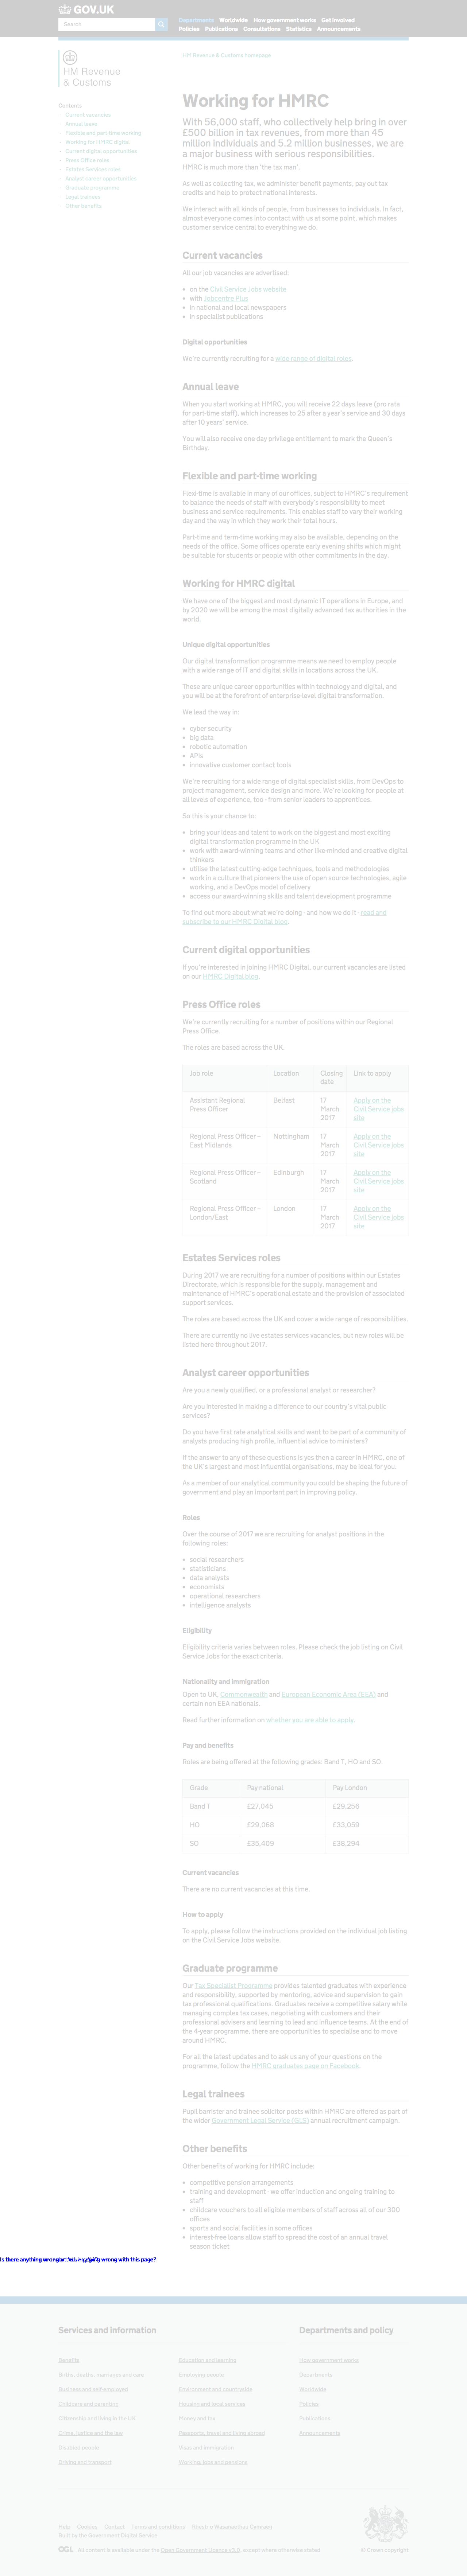 GOV.UK
Search
Departments Worldwide How government works Get involved
Policies Publications Consultations Statistics Announcements
HM Revenue
& Customs
HM Revenue & Customs homepage
Contents
– Current vacancies
– Annual leave
– Flexible and part-time working
– Working for HMRC digital
– Current digital opportunities
– Press Office roles
– Estates Services roles
– Analyst career opportunities
– Graduate programme
– Legal trainees
– Other benefits
Working for HMRC
With 56,000 staff, who collectively help bring in over
£500 billion in tax revenues, from more than 45
million individuals and 5.2 million businesses, we are
a major business with serious responsibilities.
HMRC is much more than 'the tax man'.
As well as collecting tax, we administer benefit payments, pay out tax
credits and help to protect national interests.
We interact with all kinds of people, from businesses to individuals. In fact,
almost everyone comes into contact with us at some point, which makes
customer service central to everything we do.
Current vacancies
All our job vacancies are advertised:
• on the Civil Service Jobs website
• with Jobcentre Plus
• in national and local newspapers
• in specialist publications
Digital opportunities
We're currently recruiting for a wide range of digital roles.
Annual leave
When you start working at HMRC, you will receive 22 days leave (pro rata
for part-time staff), which increases to 25 after a year's service and 30 days
after 10 years' service.
You will also receive one day privilege entitlement to mark the Queen's
Birthday.
Flexible and part-time working
Flexi time is available in many of our offices, subject to HMRC's requirement
to balance the needs of staff with everybody's responsibility to meet
business and service requirements. This enables staff to vary their working
day and the way in which they work their total hours.
Part-time and term-time working may also be available, depending on the
needs of the office. Some offices operate early evening shifts which might
be suitable for students or people with other commitments in the day.
Working for HMRC digital
We have one of the biggest and most dynamic IT operations in Europe, and
by 2020 we will be among the most digitally advanced tax authorities in the
world.
Unique digital opportunities
Our digital transformation programme means we need to employ people
with a wide range of IT and digital skills in locations across the UK.
These are unique career opportunities within technology and digital, and
you will be at the forefront of enterprise-level digital transformation.
We lead the way in:
• cyber security
• big data
• robotic automation
• APIs
• innovative customer contact tools
We're recruiting for a wide range of digital specialist skills, from DevOps to
project management, service design and more. We're looking for people at
all levels of experience, too - from senior leaders to apprentices.
So this is your chance to:
• bring your ideas and talent to work on the biggest and most exciting
digital transformation programme in the UK
• work with award-winning teams and other like-minded and creative digital
thinkers
• utilise the latest cutting-edge techniques, tools and methodologies
• work in a culture that pioneers the use of open source technologies, agile
working, and a DevOps model of delivery
• access our award-winning skills and talent development programme
To find out more about what we're doing - and how we do it - read and
subscribe to our HMRC Digital blog.
Current digital opportunities
If you're interested in joining HMRC Digital, our current vacancies are listed
on our HMRC Digital blog.
Press Office roles
We're currently recruiting for a number of positions within our Regional
Press Office.
The roles are based across the UK.
Job role Location Closing date Link to apply
Assistant Regional Press Officer Belfast 17 March 2017 Apply on the Civil Service jobs site
Regional Press Officer – East Midlands Nottingham 17 March 2017 Apply on the Civil Service jobs site
Regional Press Officer – Scotland Edinburgh 17 March 2017 Apply on the Civil Service jobs site
Regional Press Officer – London/East London 17 March 2017 Apply on the Civil Service jobs site
Estates Services roles
During 2017 we are recruiting for a number of positions within our Estates
Directorate, which is responsible for the supply, management and
maintenance of HMRC's operational estate and the provision of associated
support services.
The roles are based across the UK and cover a wide range of responsibilities.
There are currently no live estates services vacancies, but new roles will be
listed here throughout 2017.
Analyst career opportunities
Are you a newly qualified, or a professional analyst or researcher?
Are you interested in making a difference to our country's vital public
services?
Do you have first rate analytical skills and want to be part of a community of
analysts producing high profile, influential advice to ministers?
If the answer to any of these questions is yes then a career in HMRC, one of
the UK's largest and most influential organisations, may be ideal for you.
As a member of our analytical community you could be shaping the future of
government and play an important part in improving policy.
Roles
Over the course of 2017 we are recruiting for analyst positions in the
following roles:
• social researchers
• statisticians
• data analysts
• economists
• operational researchers
• intelligence analysts
Eligibility
Eligibility criteria varies between roles. Please check the job listing on Civil
Service Jobs for the exact criteria.
Nationality and immigration
Open to UK, Commonwealth and European Economic Area (EEA) and
certain non EEA nationals.
Read further information on whether you are able to apply.
Pay and benefits
Roles are being offered at the following grades: Band T, HO and SO.
Grade Pay national Pay London
Band T £27,045 £29,256
HO £29,069 £33,059
SO £35,409 £38,294
Current vacancies
There are no current vacancies at this time.
How to apply
To apply, please follow the instructions provided on the individual job listing
on the Civil Service Jobs website.
Graduate programme
Our Tax Specialist Programme provides talented graduates with experience
and responsibility, supported by mentoring, advice and supervision to gain
tax professional qualifications. Graduates receive a competitive salary while
managing complex tax cases, negotiating with customers and their
professional advisers and learning to lead and influence teams. At the end of
the 4-year programme, there are opportunities to specialise and to move
around HMRC.
For all the latest updates and to ask us any of your questions on the
programme, follow the HMRC graduates page on Facebook.
Legal trainees
Pupil barrister and trainee solicitor posts within HMRC are offered as part of
the wider Government Legal Service (GLS) annual recruitment campaign.
Other benefits
Other benefits of working for HMRC include:
• competitive pension arrangements
• training and development - we offer induction and ongoing training to
staff
• childcare vouchers to all eligible members of staff across all of our 300
offices
• sports and social facilities in some offices
• interest-free loans allow staff to spread the cost of an annual travel
season ticket
Is there anything wrong with this page?
Services and information
Departments and policy
Benefits
Births, deaths, marriages and care
Business and self-employed
Childcare and parenting
Citizenship and living in the UK
Crime, justice and the law
Disabled people
Driving and transport
Education and learning
Employing people
Environment and countryside
Housing and local services
Money and tax
Passports, travel and living abroad
Visas and immigration
Working, jobs and pensions
How government works
Departments
Worldwide
Policies
Publications
Announcements
Help Cookies Contact Terms and conditions Rhestr o Wasanaethau Cymraeg
Built by the Government Digital Service
OGL All content is available under the Open Government Licence v3.0, except where otherwise stated
© Crown copyright